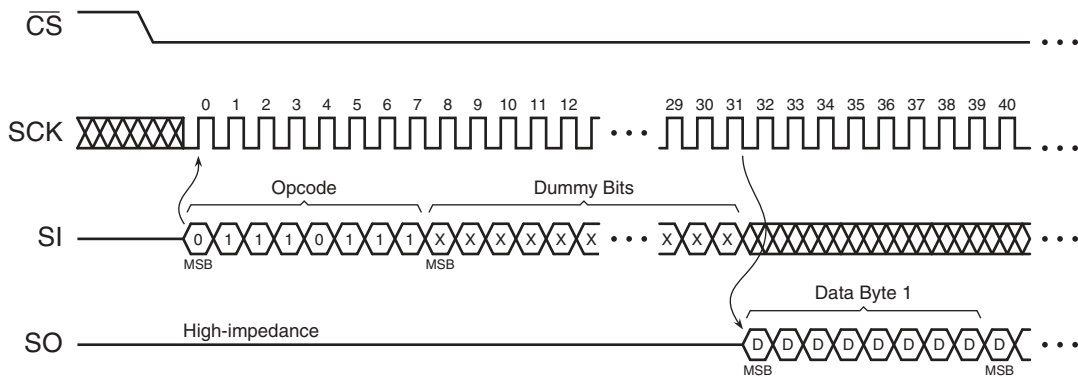 CS
0 1 2 3 4 5 6 7 8 9 10 11 12 29 30 31 32 33 34 35 36 37 38 39 40
SCK
Opcode Dummy Bits
SI 0 1 1 1 0 1 1 1 X X X X X X X X X
MSB MSB
Data Byte 1
High-impedance
SO D D D D D D D D D
MSB MSB